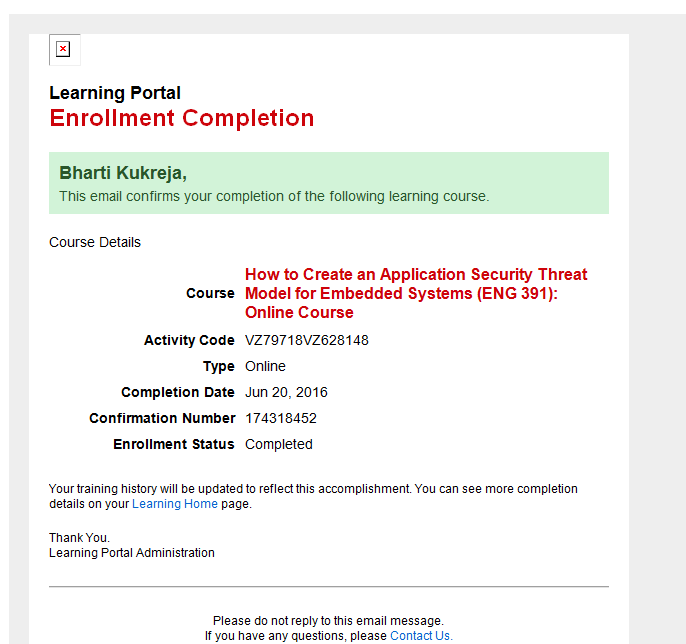 Learning Portal
Enrollment Completion
Bharti Kukreja,
This email confirms your completion of the following learning course.
Course Details
Course How to Create an Application Security Threat
Model for Embedded Systems (ENG 391):
Online Course
Activity Code VZ79718VZ628148
Type Online
Completion Date Jun 20, 2016
Confirmation Number 174318452
Enrollment Status Completed
Your training history will be updated to reflect this accomplishment. You can see more completion
details on your Learning Home page.
Thank You.
Learning Portal Administration
Please do not reply to this email message.
If you have any questions, please Contact Us.